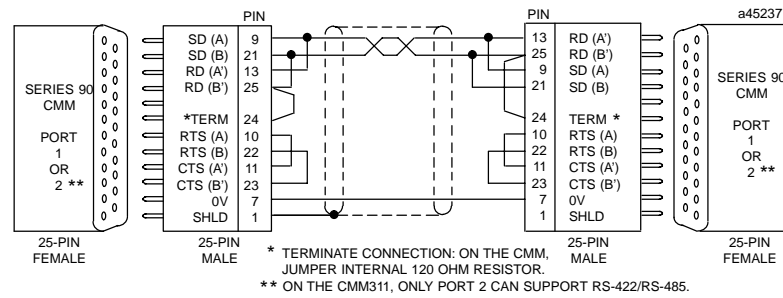 a45237
PIN
SD (A) 9
SD (B) 21
RD (A') 13
RD (B') 25
*TERM 24
RTS (A) 10
RTS (B) 22
CTS (A') 11
CTS (B') 23
0V 7
SHLD 1
SERIES 90
CMM
PORT
1
OR
2 **
25-PIN
FEMALE
25-PIN
MALE
PIN
13 RD (A')
25 RD (B')
9 SD (A)
21 SD (B)
24 TERM *
10 RTS (A)
22 RTS (B)
11 CTS (A')
23 CTS (B')
7 0V
1 SHLD
SERIES 90
CMM
PORT
1
OR
2 **
25-PIN
MALE
25-PIN
FEMALE
* TERMINATE CONNECTION: ON THE CMM,
JUMPER INTERNAL 120 OHM RESISTOR.
** ON THE CMM311, ONLY PORT 2 CAN SUPPORT RS-422/RS-485.